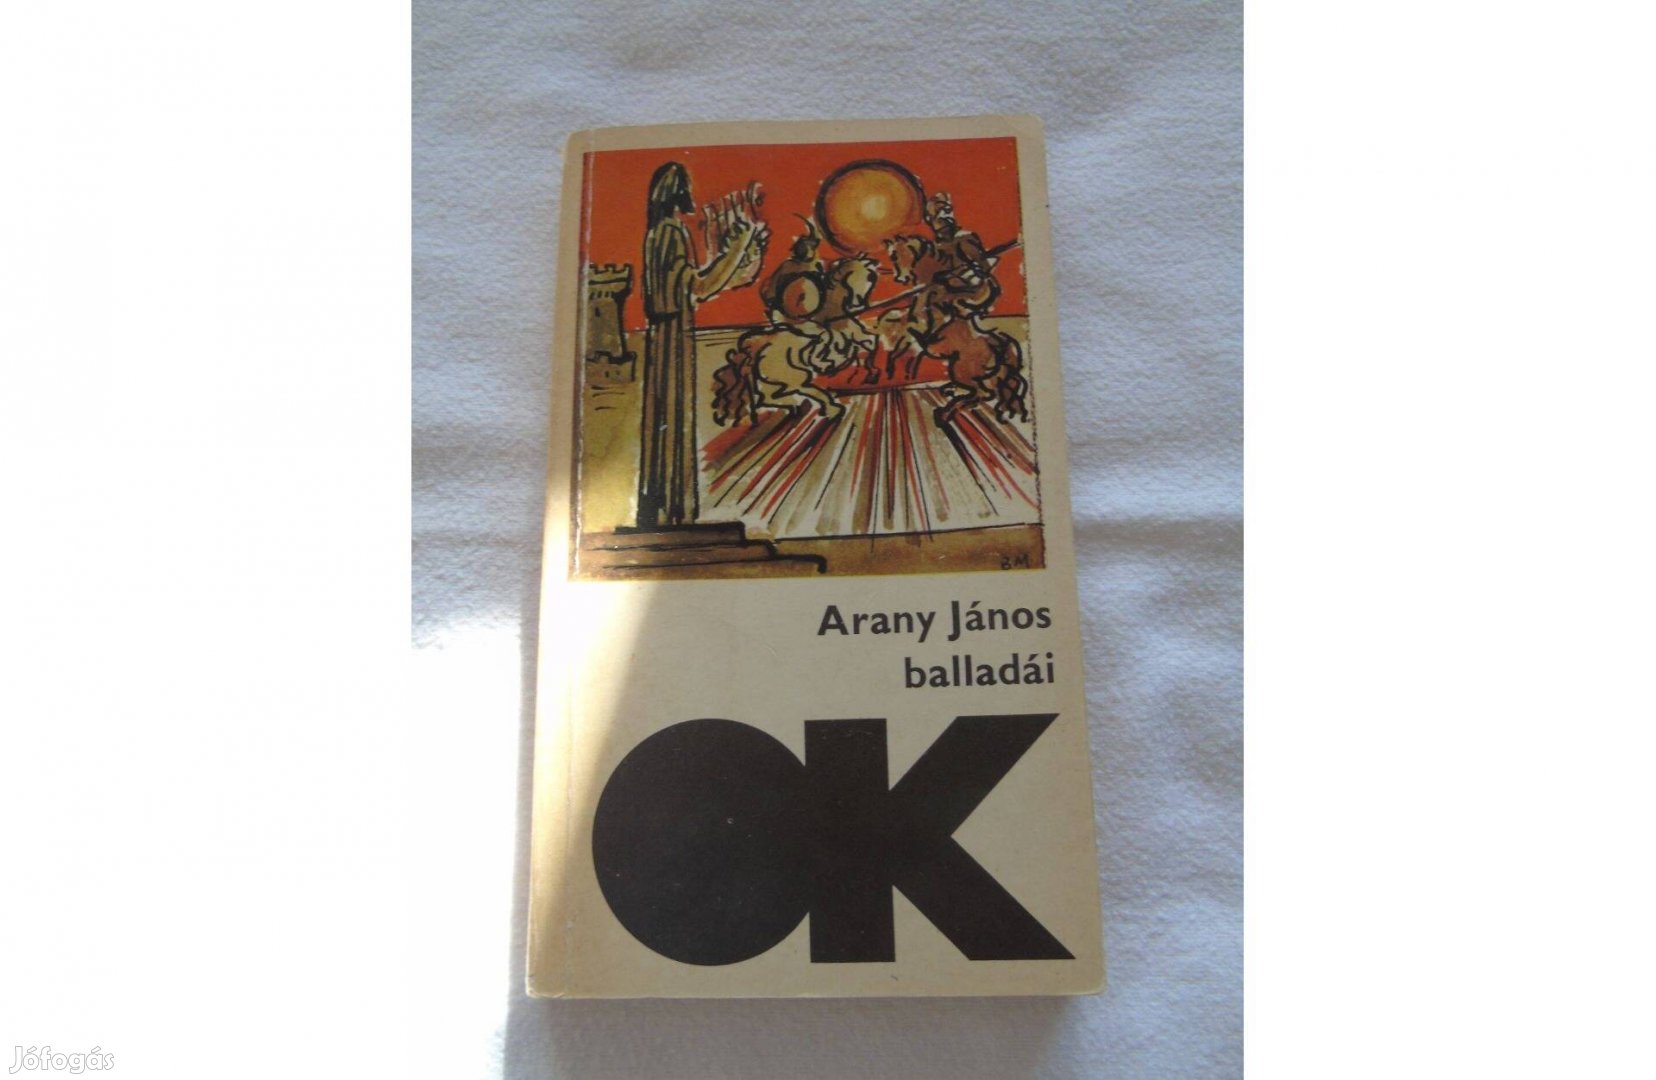 BM
Arany János
balladái
OK
Jófogás